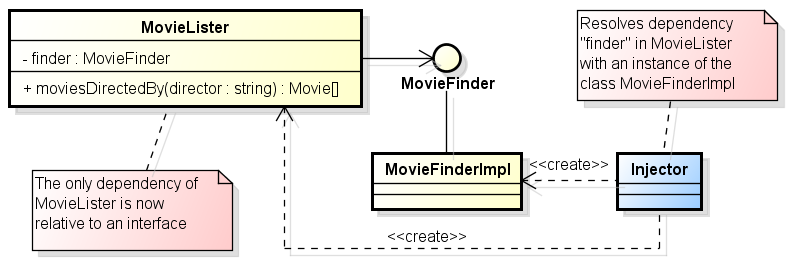 MovieLister
- finder : MovieFinder
+ moviesDirectedBy(director : string) : Movie[]
MovieFinder
Resolves dependency
"finder" in MovieLister
with an instance of the
class MovieFinderImpl
The only dependency of
MovieLister is now
relative to an interface
MovieFinderImpl
<<create>>
Injector
<<create>>